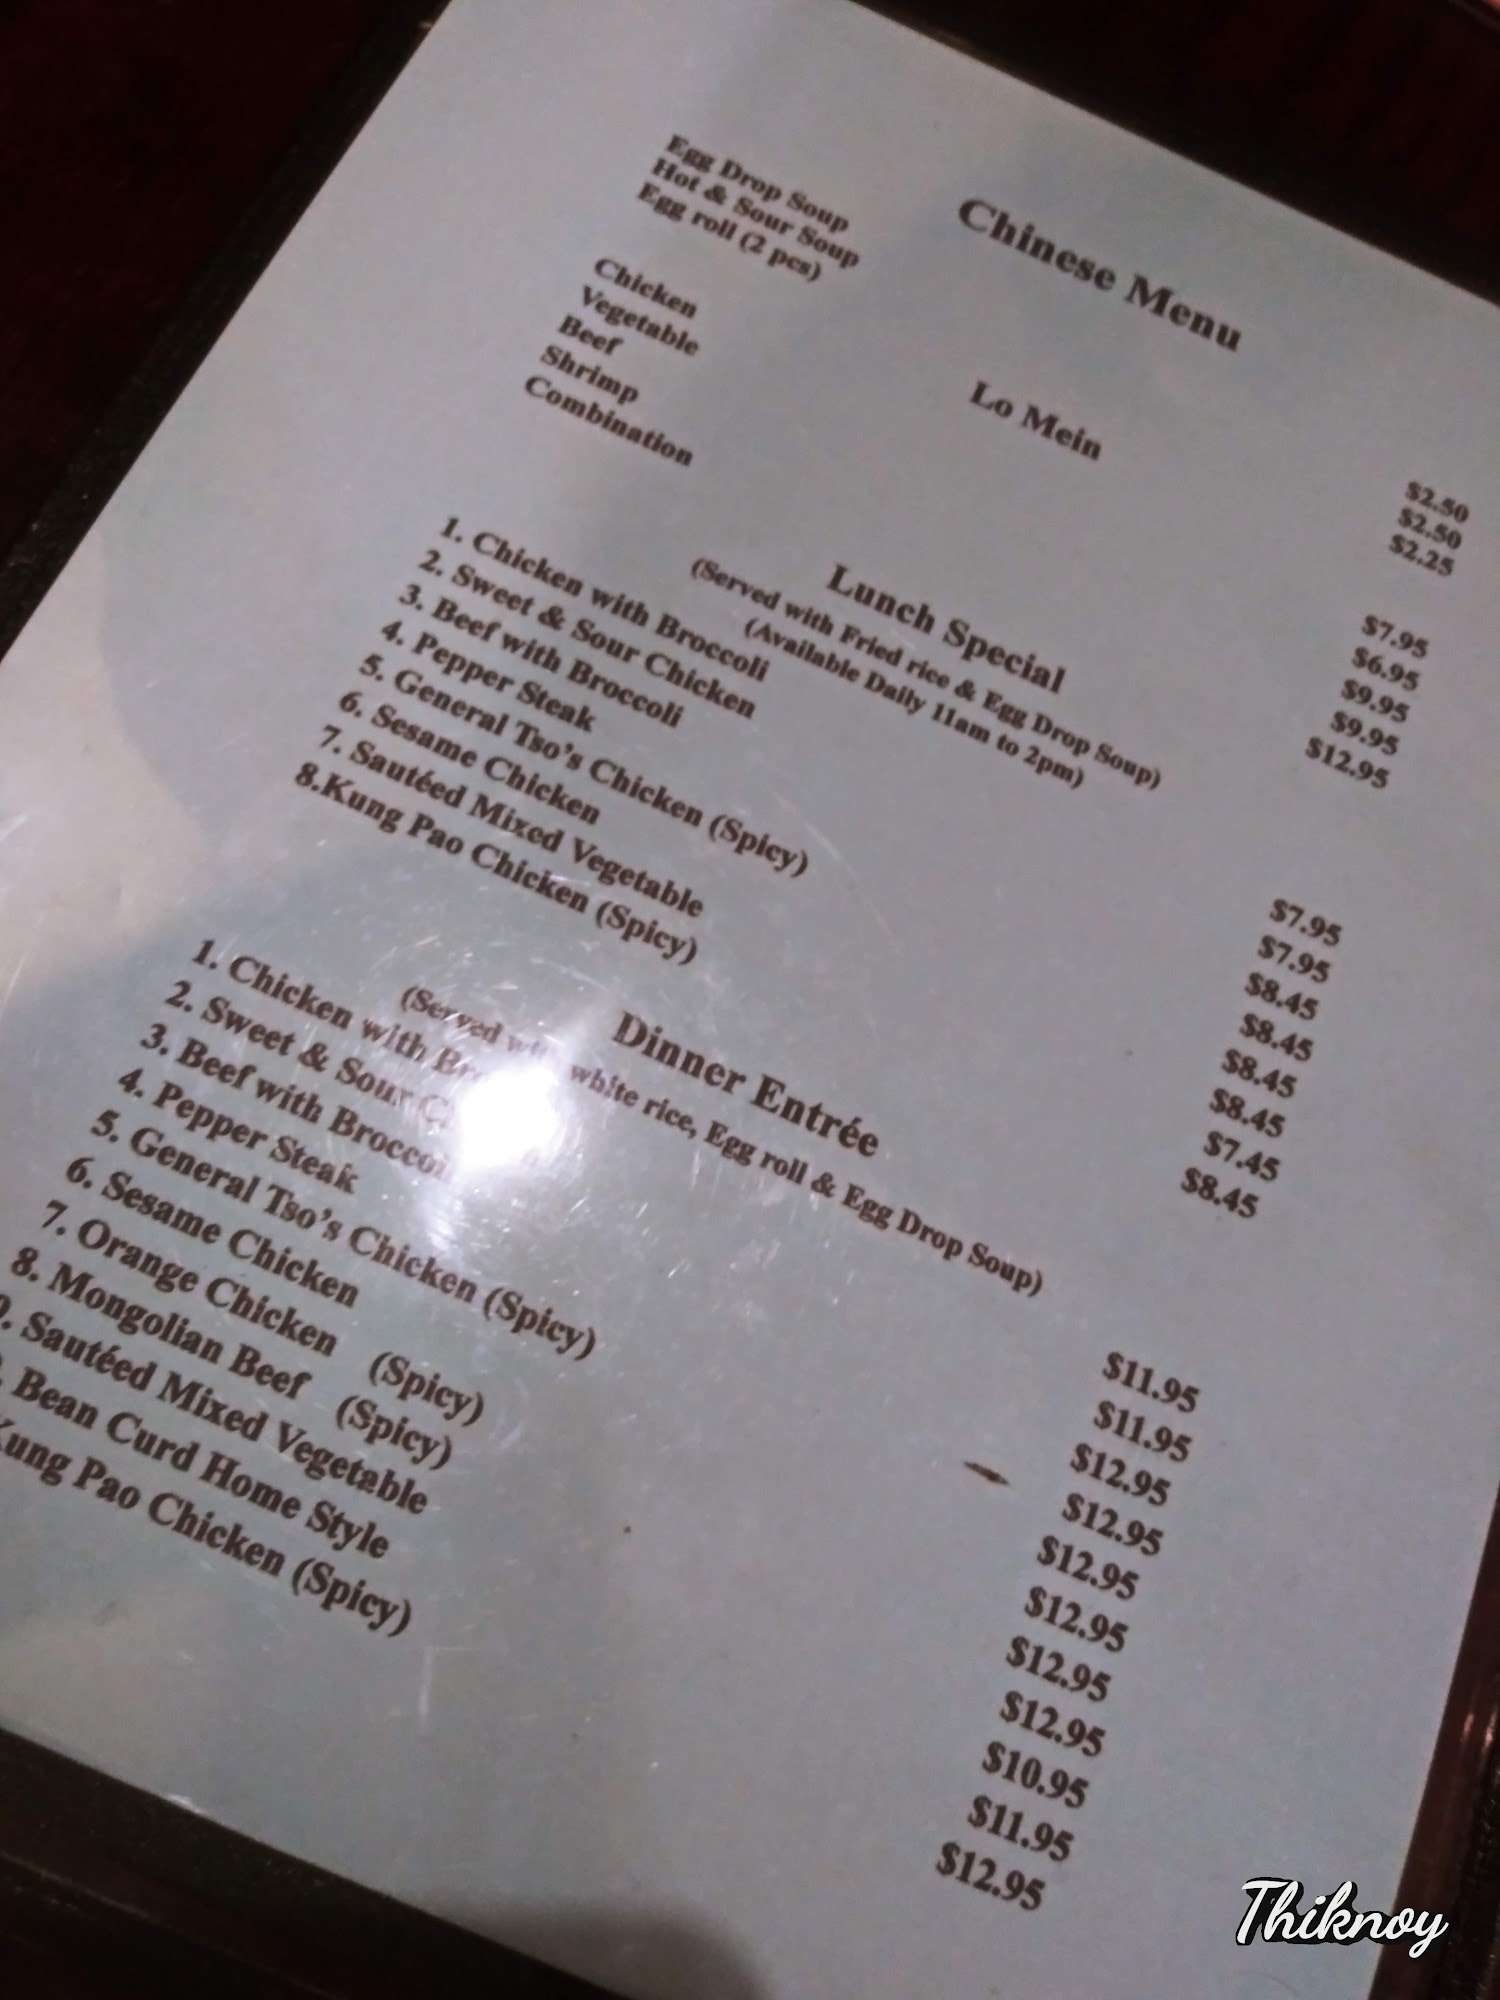 Chinese Menu
Egg Drop Soup $2.50
Hot & Sour Soup $2.50
Egg roll (2 pcs) $2.25
Lo Mein
Chicken $7.95
Vegetable $6.95
Beef $9.95
Shrimp $9.95
Combination $12.95
Lunch Special
(Served with Fried rice & Egg Drop Soup)
(Available Daily 11am to 2pm)
1. Chicken with Broccoli $7.95
2. Sweet & Sour Chicken $7.95
3. Beef with Broccoli $8.45
4. Pepper Steak $8.45
5. General Tso's Chicken (Spicy) $8.45
6. Sesame Chicken $8.45
7. Sautéed Mixed Vegetable $7.45
8.Kung Pao Chicken (Spicy) $8.45
Dinner Entrée
(Served with white rice, Egg roll & Egg Drop Soup)
1. Chicken with $11.95
2. Sweet & Sour $11.95
3. Beef with Broccoli $12.95
4. Pepper Steak $12.95
5. General Tso's Chicken (Spicy) $12.95
6. Sesame Chicken $12.95
7. Orange Chicken (Spicy) $12.95
8. Mongolian Beef (Spicy) $12.95
9. Sautéed Mixed Vegetable $10.95
Bean Curd Home Style $11.95
Kung Pao Chicken (Spicy) $12.95
Thiknoy